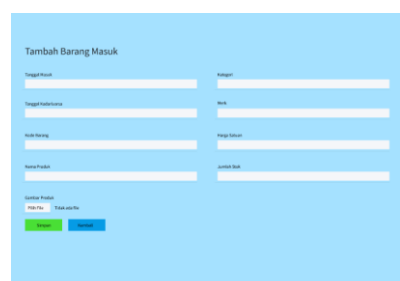 Tambah Barang Masuk
Tanggal Masuk
Kategori
Tanggal Kadaluarsa
Merk
Kode Barang
Harga Satuan
Nama Produk
Jumlah Stok
Gambar Produk
Pilih File Tidak ada file
Simpan Kembali